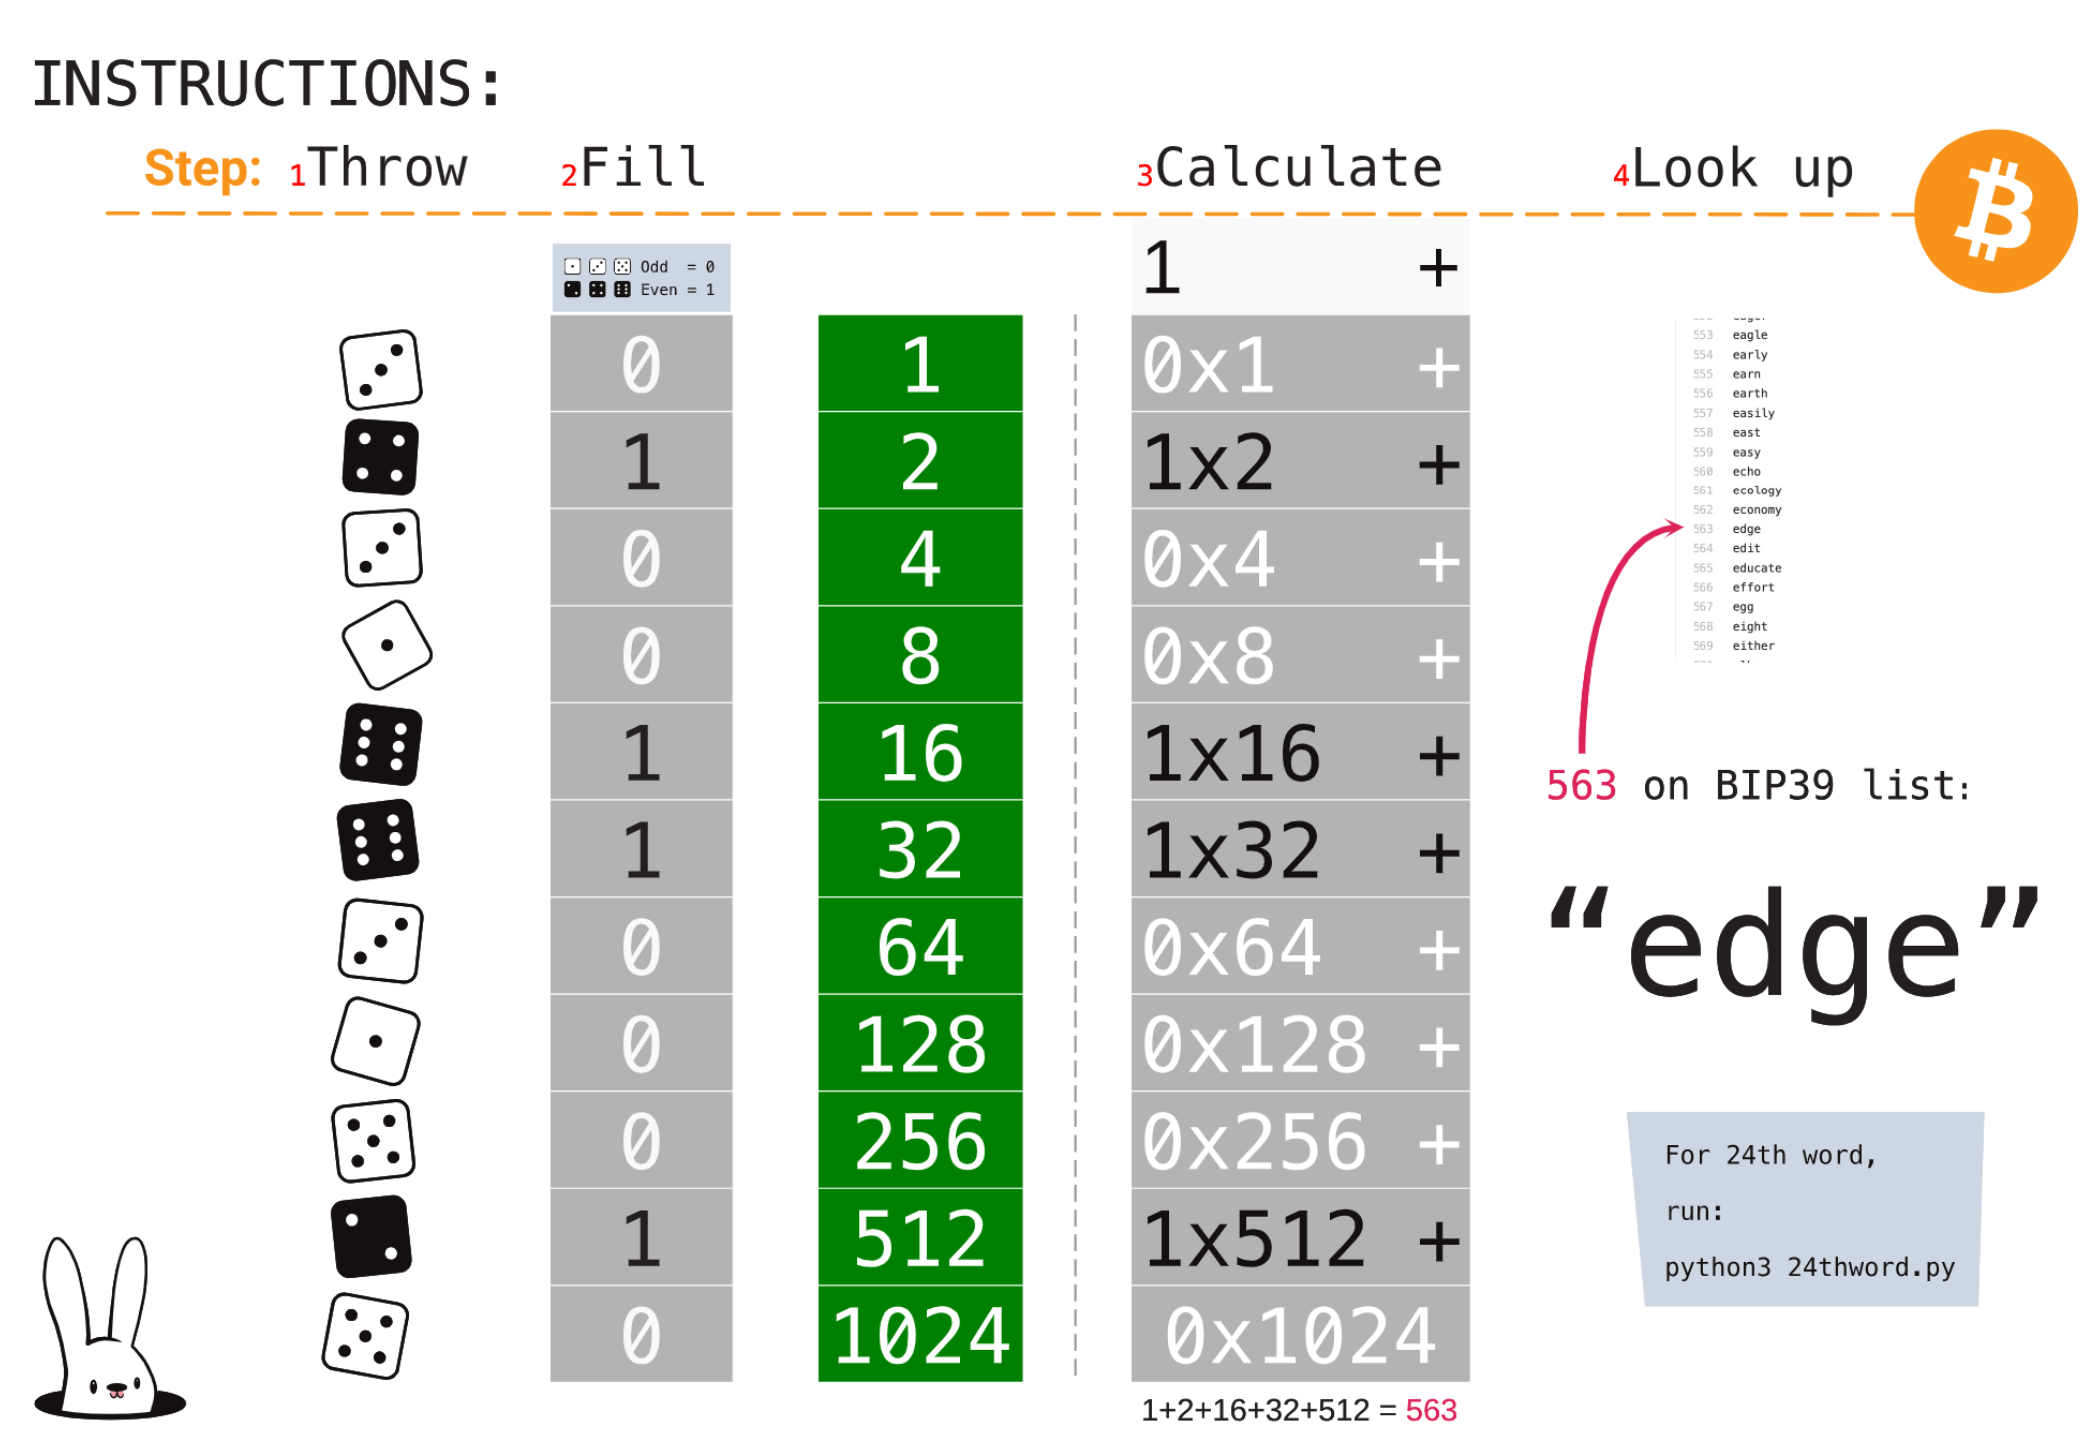 INSTRUCTIONS:
Step: 1Throw 2Fill 3Calculate 4Look up
Odd = 0
Even = 1
1 +
0 1 0x1 +
1 2 1x2 +
0 4 0x4 +
0 8 0x8 +
1 16 1x16 +
1 32 1x32 +
0 64 0x64 +
0 128 0x128 +
0 256 0x256 +
1 512 1x512 +
0 1024 0x1024
1+2+16+32+512 = 563
553 eagle
554 early
555 earn
556 earth
557 easily
558 east
559 easy
560 echo
561 ecology
562 economy
563 edge
564 edit
565 educate
566 effort
567 egg
568 eight
569 either
563 on BIP39 list:
“edge”
For 24th word,
run:
python3 24thword.py